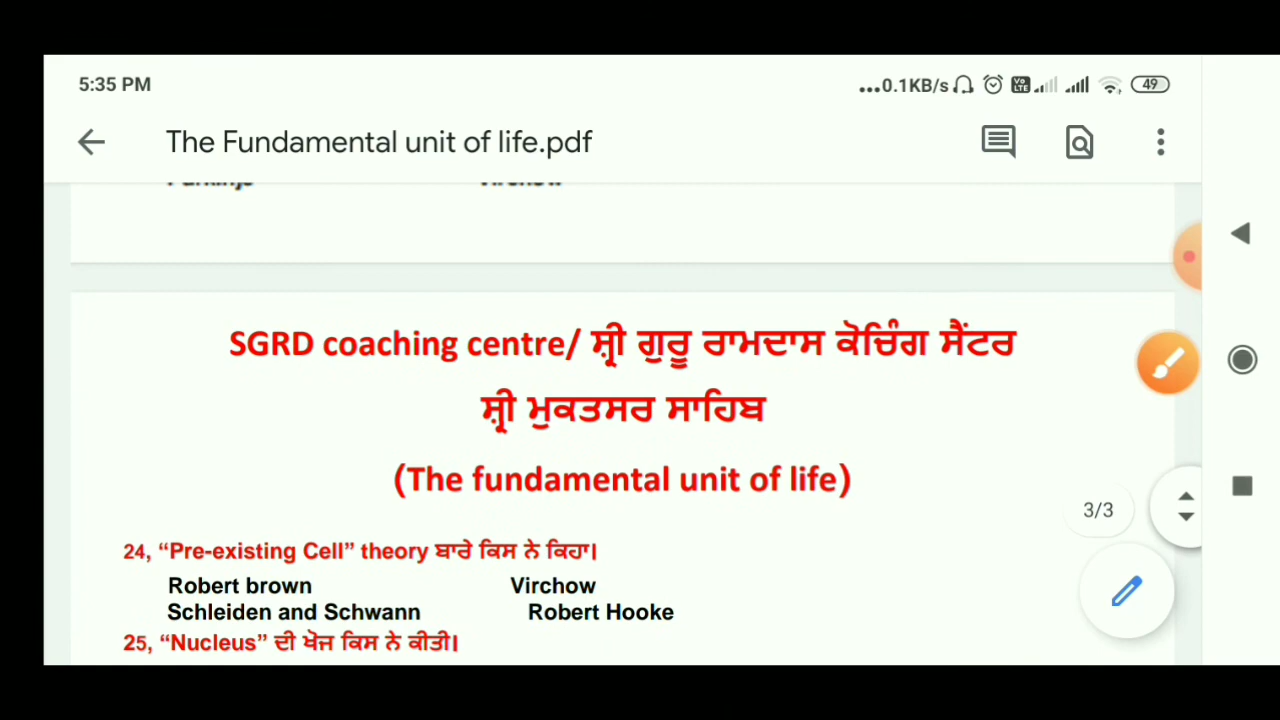 5:35 PM
...0.1KB/s
Vo LTE
49
The Fundamental unit of life.pdf
SGRD coaching centre/ ਸ਼੍ਰੀ ਗੁਰੂ ਰਾਮਦਾਸ ਕੋਚਿੰਗ ਸੈਂਟਰ
ਸ਼੍ਰੀ ਮੁਕਤਸਰ ਸਾਹਿਬ
(The fundamental unit of life)
3/3
24, “Pre-existing Cell” theory ਬਾਰੇ ਕਿਸ ਨੇ ਕਿਹਾ।
Robert brown Virchow
Schleiden and Schwann Robert Hooke
25, “Nucleus” ਦੀ ਖੋਜ ਕਿਸ ਨੇ ਕੀਤੀ।